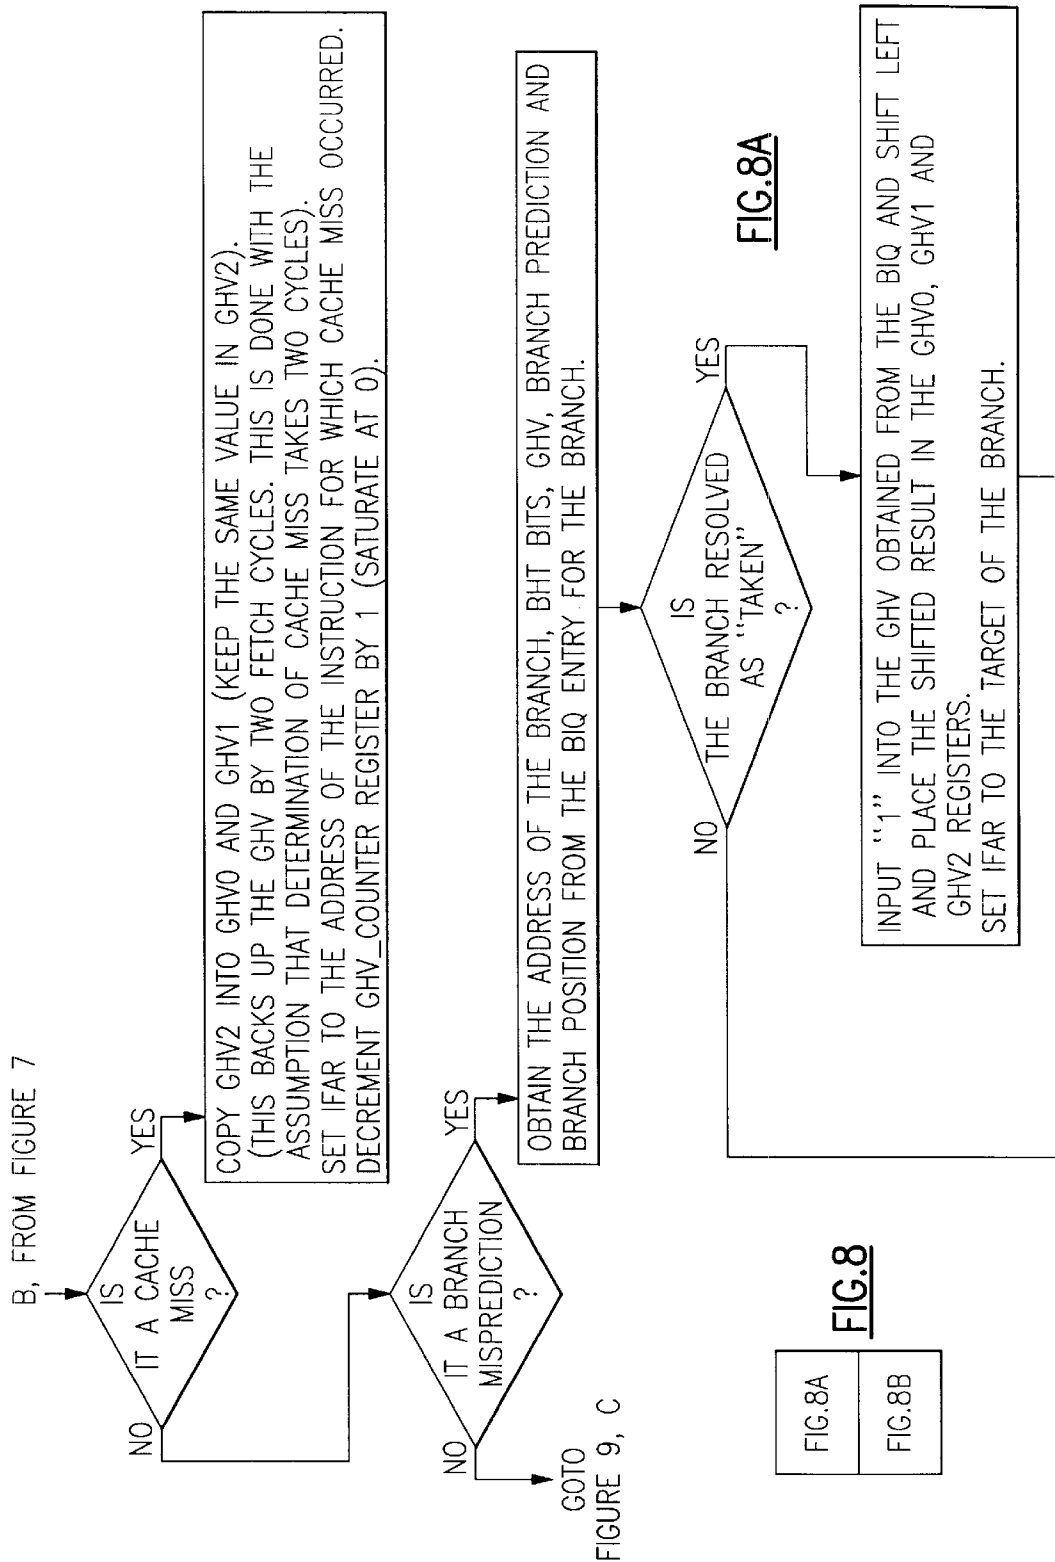 B, FROM FIGURE 7
IS
IT A CACHE
MISS
?
NO
YES
COPY GHV2 INTO GHV0 AND GHV1 (KEEP THE SAME VALUE IN GHV2).
(THIS BACKS UP THE GHV BY TWO FETCH CYCLES. THIS IS DONE WITH THE
ASSUMPTION THAT DETERMINATION OF CACHE MISS TAKES TWO CYCLES).
SET IFAR TO THE ADDRESS OF THE INSTRUCTION FOR WHICH CACHE MISS OCCURRED.
DECREMENT GHV_COUNTER REGISTER BY 1 (SATURATE AT 0).
IS
IT A BRANCH
MISPREDICTION
?
NO
YES
GOTO
FIGURE 9, C
OBTAIN THE ADDRESS OF THE BRANCH, BHT BITS, GHV, BRANCH PREDICTION AND
BRANCH POSITION FROM THE BIQ ENTRY FOR THE BRANCH.
IS
THE BRANCH RESOLVED
AS "TAKEN"
?
NO
YES
INPUT "1" INTO THE GHV OBTAINED FROM THE BIQ AND SHIFT LEFT
AND PLACE THE SHIFTED RESULT IN THE GHV0, GHV1 AND
GHV2 REGISTERS.
SET IFAR TO THE TARGET OF THE BRANCH.
FIG.8A
FIG.8A
FIG.8B
FIG.8